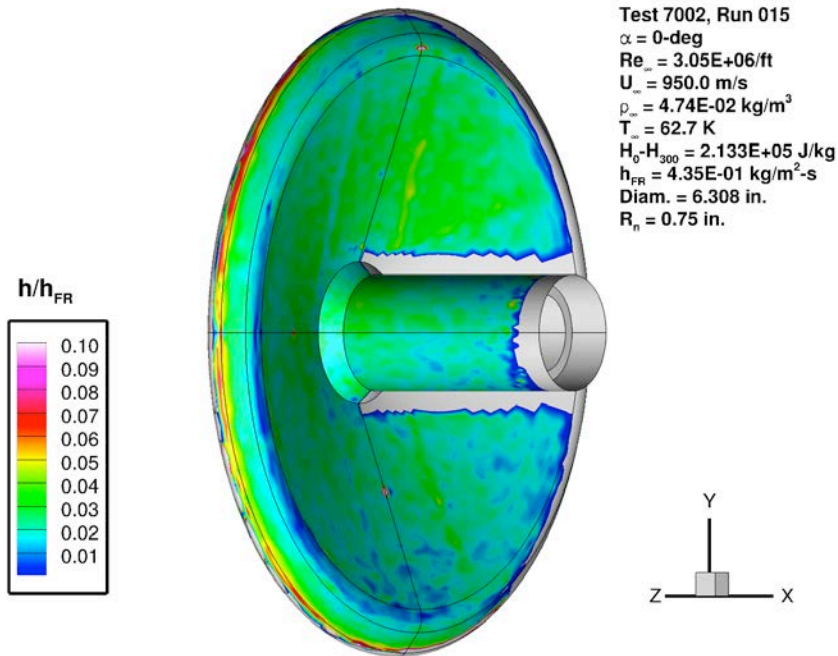 Test 7002, Run 015
α = 0-deg
Re∞ = 3.05E+06/ft
U∞ = 950.0 m/s
ρ∞ = 4.74E-02 kg/m³
T∞ = 62.7 K
H₀-H₃₀₀ = 2.133E+05 J/kg
h_FR = 4.35E-01 kg/m²-s
Diam. = 6.308 in.
Rₙ = 0.75 in.
h/h_FR
0.10
0.09
0.08
0.07
0.06
0.05
0.04
0.03
0.02
0.01
Y
Z X